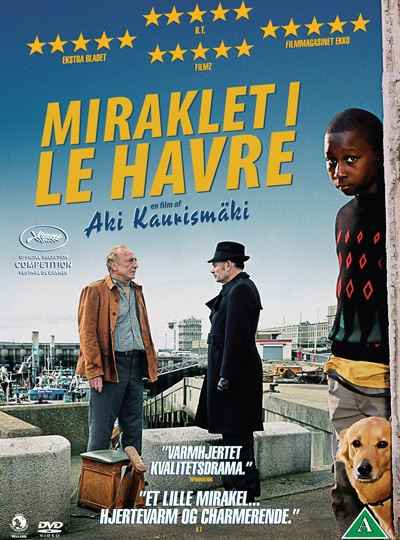 B.T.
EKSTRA BLADET
FILMZ
FILMMAGASINET EKKO
MIRAKLET I
LE HAVRE
en film af
Aki Kaurismäki
OFFICIAL SELECTION
COMPETITION
FESTIVAL DE CANNES
"VARMHJERTET
KVALITETSDRAMA."
"ET LILLE MIRAKEL...
HJERTEVARM OG CHARMERENDE."
B.T.
DVD
VIDEO
A